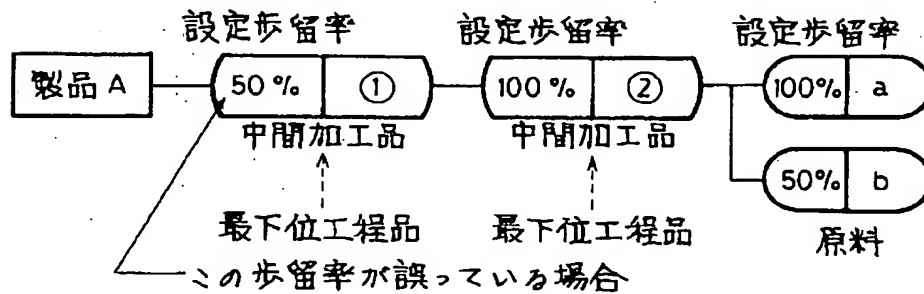 設定歩留率 設定歩留率 設定歩留率
製品A 50% ① 100% ② 100% a
中間加工品 中間加工品 50% b
最下位工程品 最下位工程品 原料
この歩留率が誤っている場合